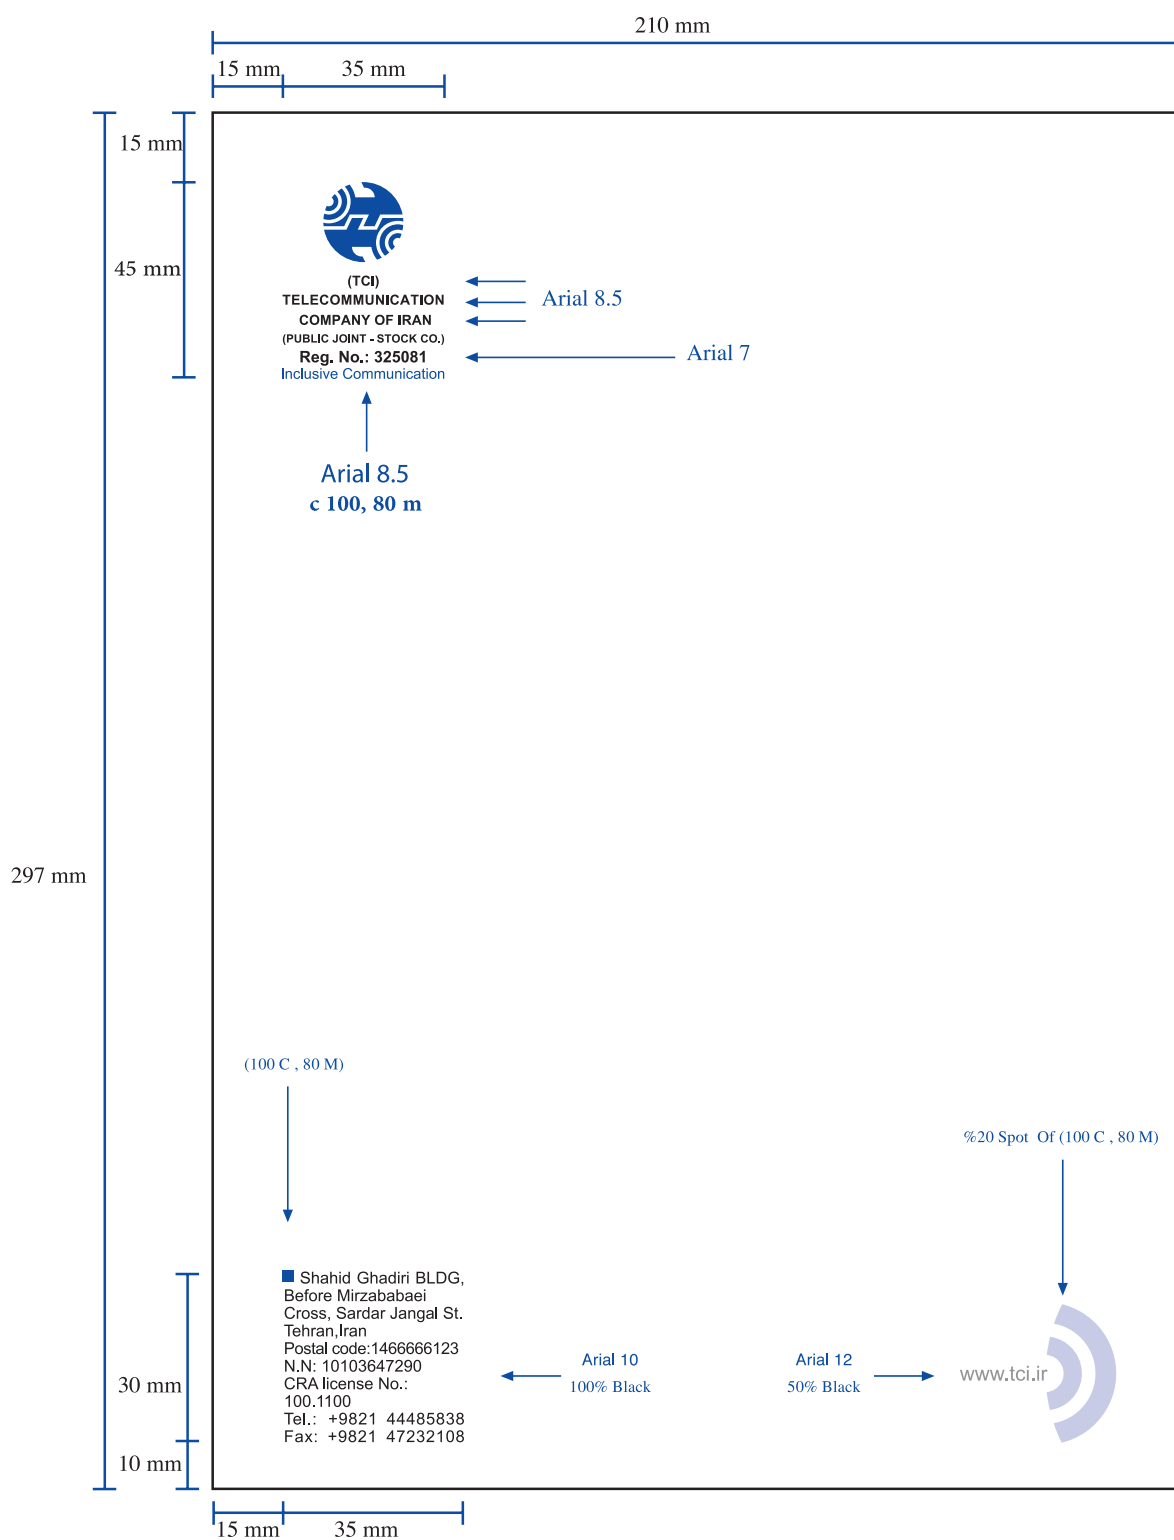 210 mm
15 mm
35 mm
15 mm
45 mm
(TCI)
TELECOMMUNICATION
COMPANY OF IRAN
(PUBLIC JOINT - STOCK CO.)
Reg. No.: 325081
Inclusive Communication
Arial 8.5
Arial 7
Arial 8.5
c 100, 80 m
297 mm
(100 C , 80 M)
%20 Spot Of (100 C , 80 M)
Shahid Ghadiri BLDG,
Before Mirzababaei
Cross, Sardar Jangal St.
Tehran,Iran
Postal code:1466666123
N.N: 10103647290
CRA license No.:
100.1100
Tel.: +9821 44485838
Fax: +9821 47232108
Arial 10
100% Black
Arial 12
50% Black
www.tci.ir
30 mm
10 mm
15 mm
35 mm